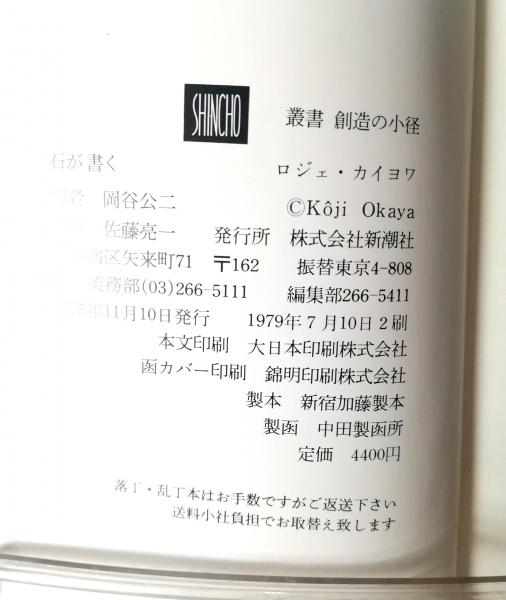 SHINCHO
叢書 創造の小径
石が書く ロジェ・カイヨワ
者 岡谷公二 ©Kôji Okaya
佐藤亮一 発行所 株式会社新潮社
宿区矢来町71 〒162 振替東京4-808
業務部(03)266-5111 編集部266-5411
75年11月10日発行 1979年7月10日2刷
本文印刷 大日本印刷株式会社
函カバー印刷 錦明印刷株式会社
製本 新宿加藤製本
製函 中田製函所
定価 4400円
落丁・乱丁本はお手数ですがご返送下さい
送料小社負担でお取替え致します